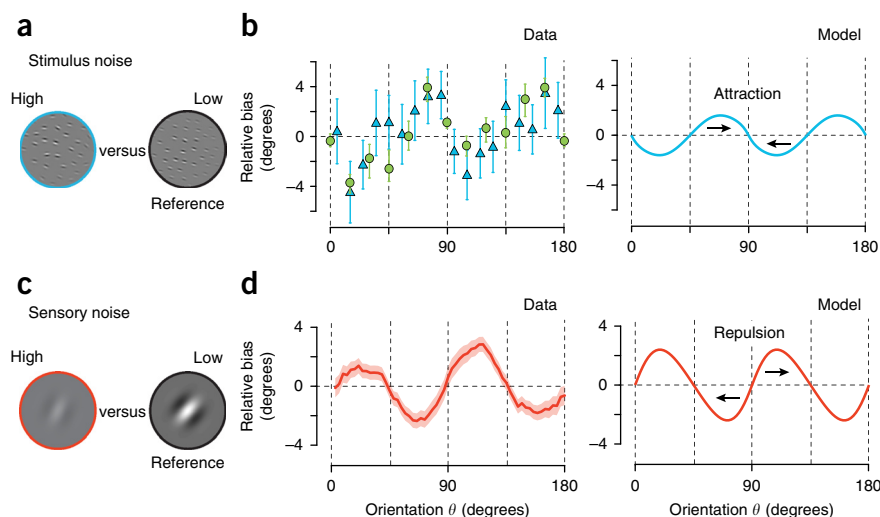 a
Stimulus noise
High
Low
versus
Reference
b
Data
Relative bias
(degrees)
4
0
−4
0
90
180
Model
Attraction
4
0
−4
0
90
180
c
Sensory noise
High
Low
versus
Reference
d
Data
Relative bias
(degrees)
4
0
−4
0
90
180
Orientation θ (degrees)
Model
Repulsion
4
0
−4
0
90
180
Orientation θ (degrees)